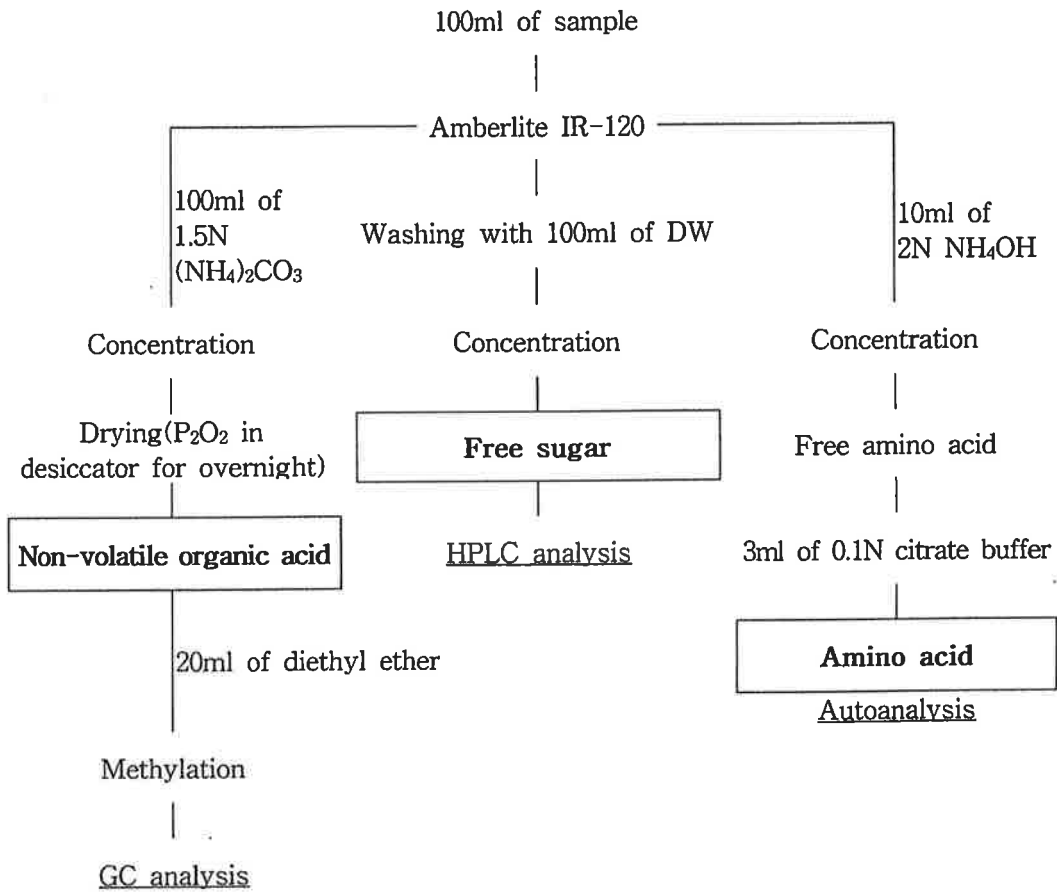 100ml of sample
Amberlite IR-120
100ml of
1.5N
(NH₄)₂CO₃
Concentration
Drying(P₂O₂ in
desiccator for overnight)
Non-volatile organic acid
20ml of diethyl ether
Methylation
GC analysis
Washing with 100ml of DW
Concentration
Free sugar
HPLC analysis
10ml of
2N NH₄OH
Concentration
Free amino acid
3ml of 0.1N citrate buffer
Amino acid
Autoanalysis